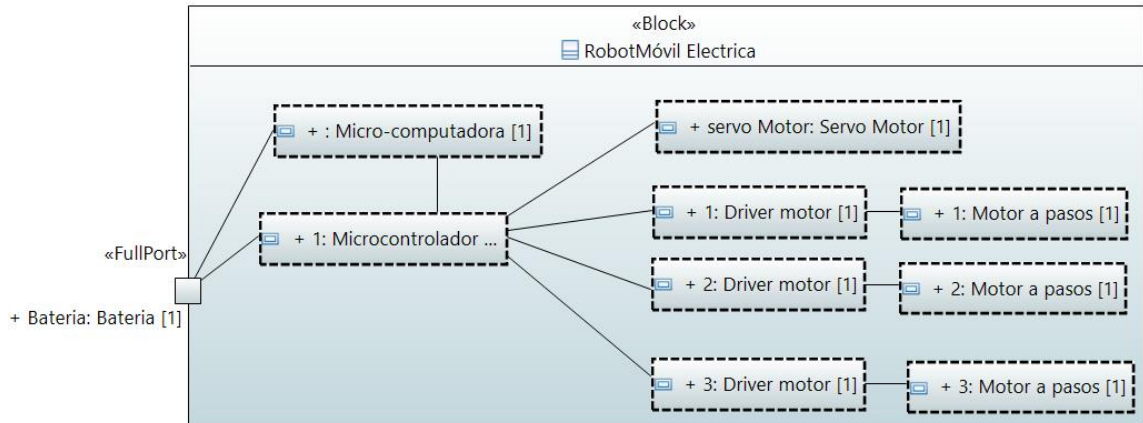 «Block»
RobotMóvil Electrica
+ : Micro-computadora [1]
+ servo Motor: Servo Motor [1]
+ 1: Microcontrolador ...
+ 1: Driver motor [1]
+ 1: Motor a pasos [1]
«FullPort»
+ Bateria: Bateria [1]
+ 2: Driver motor [1]
+ 2: Motor a pasos [1]
+ 3: Driver motor [1]
+ 3: Motor a pasos [1]